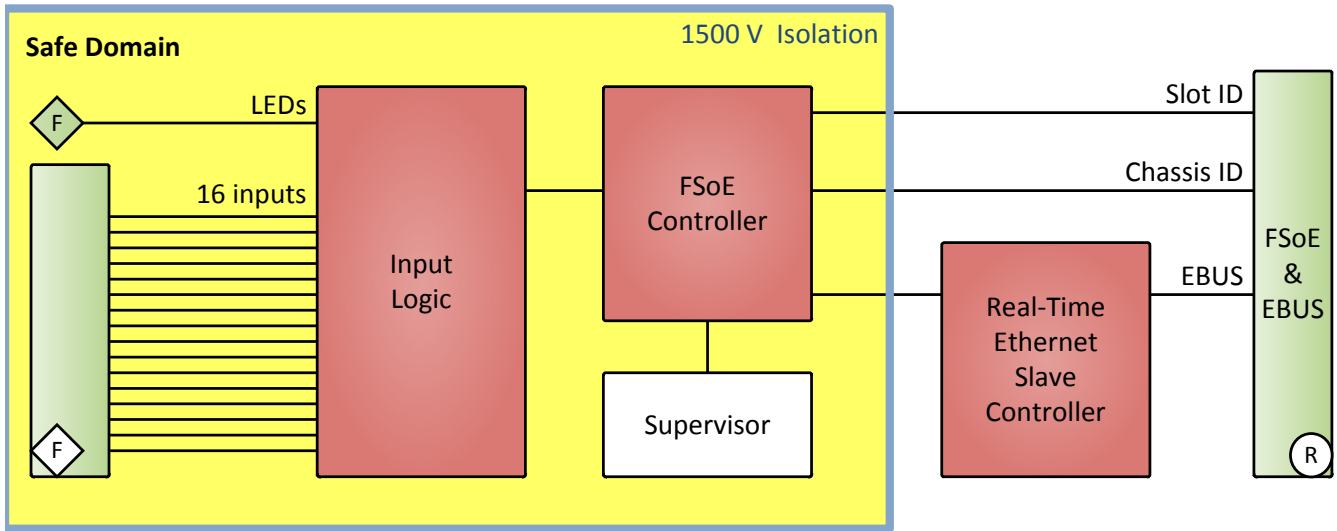 Safe Domain
1500 V  Isolation
F
LEDs
16 inputs
F
Input
Logic
FSoE
Controller
Supervisor
Slot ID
Chassis ID
EBUS
Real-Time
Ethernet
Slave
Controller
FSoE
&
EBUS
R